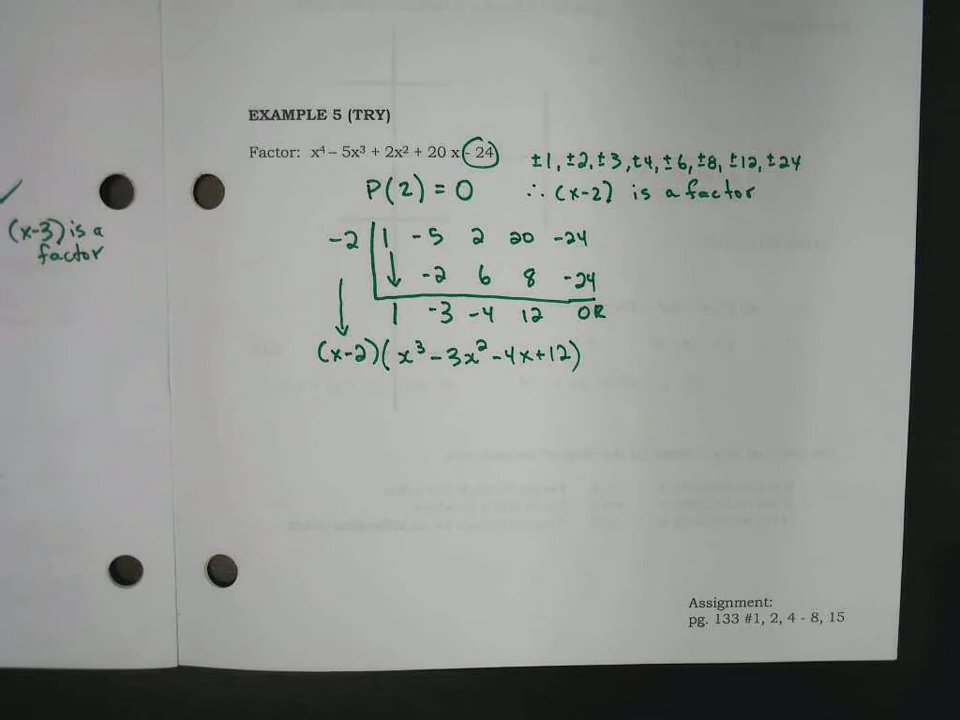 EXAMPLE 5 (TRY)
Factor: x⁴ – 5x³ + 2x² + 20 x - 24
±1, ±2, ±3, ±4, ±6, ±8, ±12, ±24
P(2) = 0 ∴ (x-2) is a factor
(x-3) is a
factor
-2 1 -5 2 20 -24
-2 6 8 -24
1 -3 -4 12 0R
(x-2)(x³-3x²-4x+12)
Assignment:
pg. 133 #1, 2, 4 - 8, 15